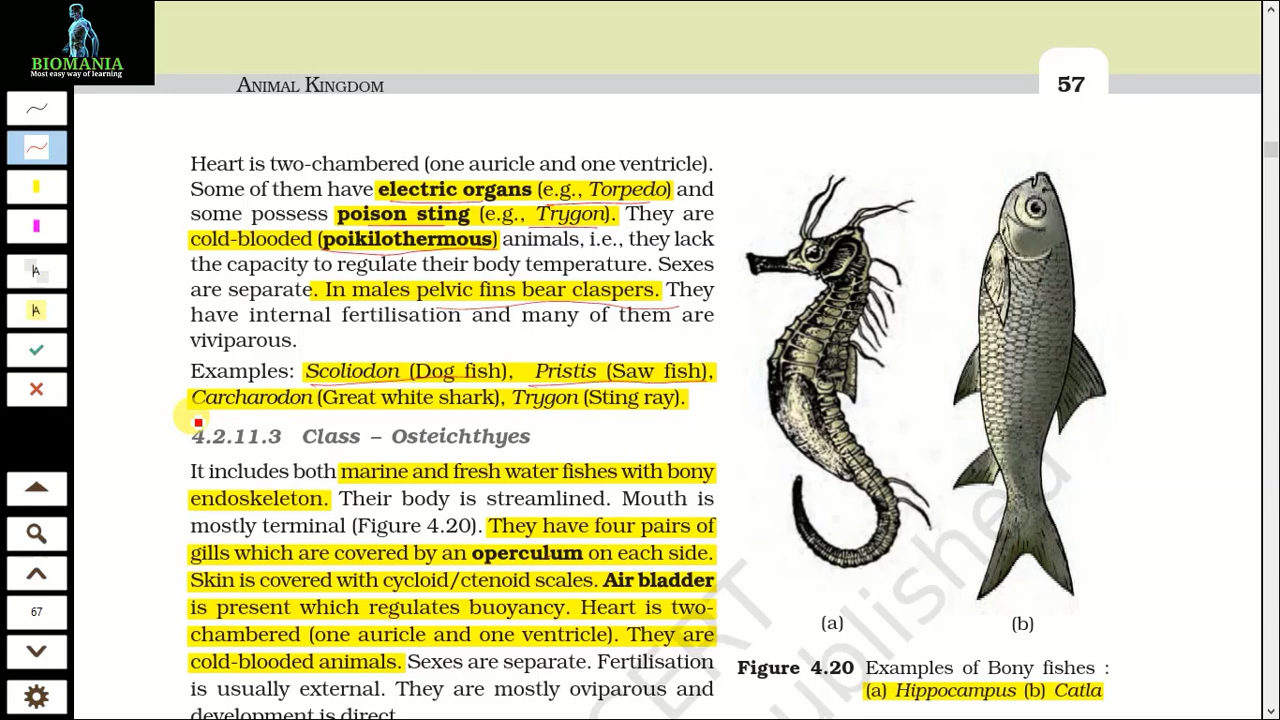 BIOMANIA
Most easy way of learning
ANIMAL KINGDOM
57
Heart is two-chambered (one auricle and one ventricle).
Some of them have electric organs (e.g., Torpedo) and
some possess poison sting (e.g., Trygon). They are
cold-blooded (poikilothermous) animals, i.e., they lack
the capacity to regulate their body temperature. Sexes
are separate. In males pelvic fins bear claspers. They
have internal fertilisation and many of them are
viviparous.
Examples: Scoliodon (Dog fish), Pristis (Saw fish),
Carcharodon (Great white shark), Trygon (Sting ray).
4.2.11.3 Class – Osteichthyes
It includes both marine and fresh water fishes with bony
endoskeleton. Their body is streamlined. Mouth is
mostly terminal (Figure 4.20). They have four pairs of
gills which are covered by an operculum on each side.
Skin is covered with cycloid/ctenoid scales. Air bladder
is present which regulates buoyancy. Heart is two-
chambered (one auricle and one ventricle). They are
cold-blooded animals. Sexes are separate. Fertilisation
is usually external. They are mostly oviparous and
development is direct.
(a)
(b)
Figure 4.20 Examples of Bony fishes :
(a) Hippocampus (b) Catla
A
A
67